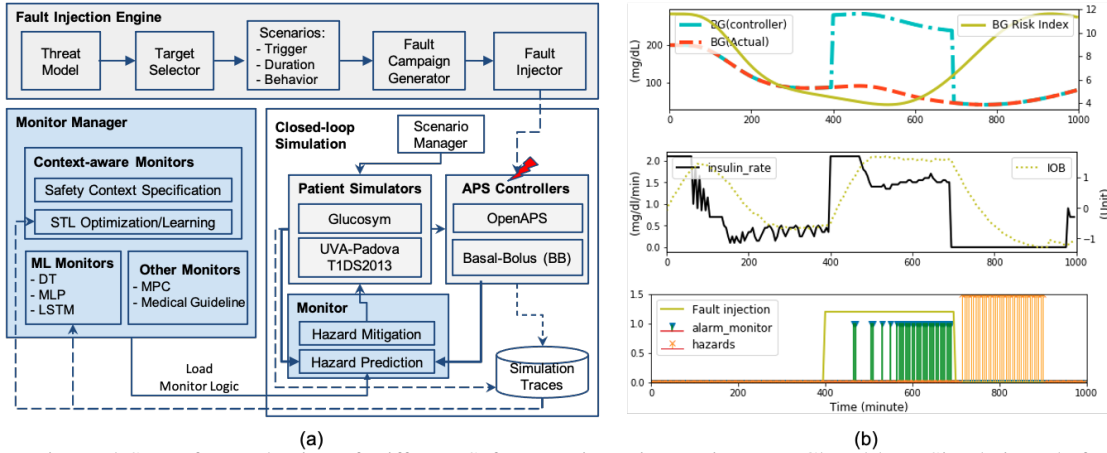 Fault Injection Engine
Threat
Model
Target
Selector
Scenarios:
- Trigger
- Duration
- Behavior
Fault
Campaign
Generator
Fault
Injector
Monitor Manager
Context-aware Monitors
Safety Context Specification
STL Optimization/Learning
ML Monitors
- DT
- MLP
- LSTM
Other Monitors
- MPC
- Medical Guideline
Load
Monitor Logic
Closed-loop
Simulation
Scenario
Manager
Patient Simulators
Glucosym
UVA-Padova
T1DS2013
APS Controllers
OpenAPS
Basal-Bolus (BB)
Monitor
Hazard Mitigation
Hazard Prediction
Simulation
Traces
(a)
BG(controller)
BG(Actual)
BG Risk Index
(mg/dL)
200
100
12
10
8
6
4
0 200 400 600 800 1000
insulin_rate
IOB
(mg/dl/min)
2.0
1.5
1.0
0.5
0.0
1
0
−1
(Unit)
0 200 400 600 800 1000
Fault injection
alarm_monitor
hazards
1.5
1.0
0.5
0.0
0 200 400 600 800 1000
Time (minute)
(b)